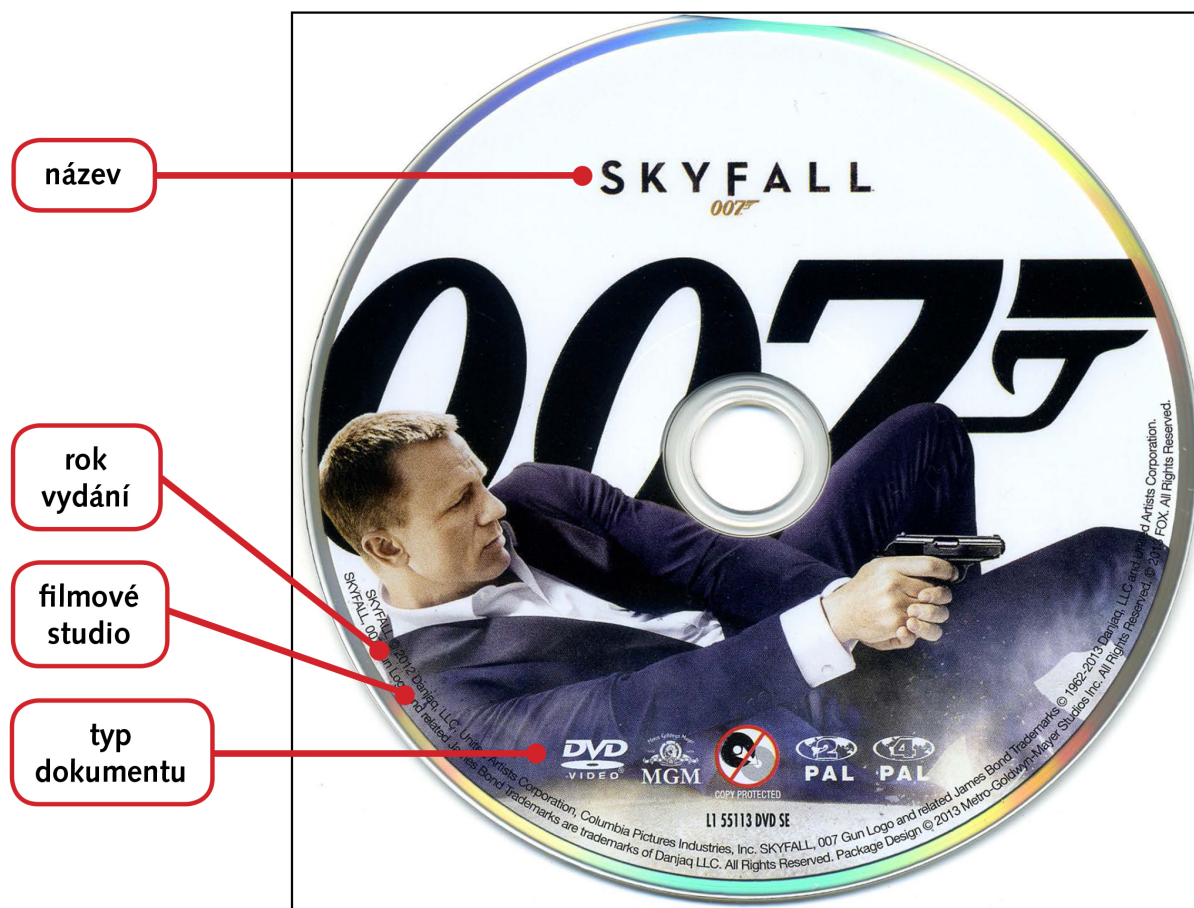 název
SKYFALL
007
007
rok
vydání
filmové
studio
typ
dokumentu
DVD
VIDEO
MGM
COPY PROTECTED
2
PAL
4
PAL
L1 55113 DVD SE
SKYFALL 2012 Danjaq, LLC, United Artists Corporation, Columbia Pictures Industries, Inc. SKYFALL, 007 Gun Logo and related James Bond Trademarks © 1962-2013 Danjaq, LLC and United Artists Corporation.
SKYFALL, 007 Gun Logo and related James Bond Trademarks are trademarks of Danjaq LLC. All Rights Reserved. Package Design © 2013 Metro-Goldwyn-Mayer Studios Inc. All Rights Reserved. © 2013 FOX. All Rights Reserved.